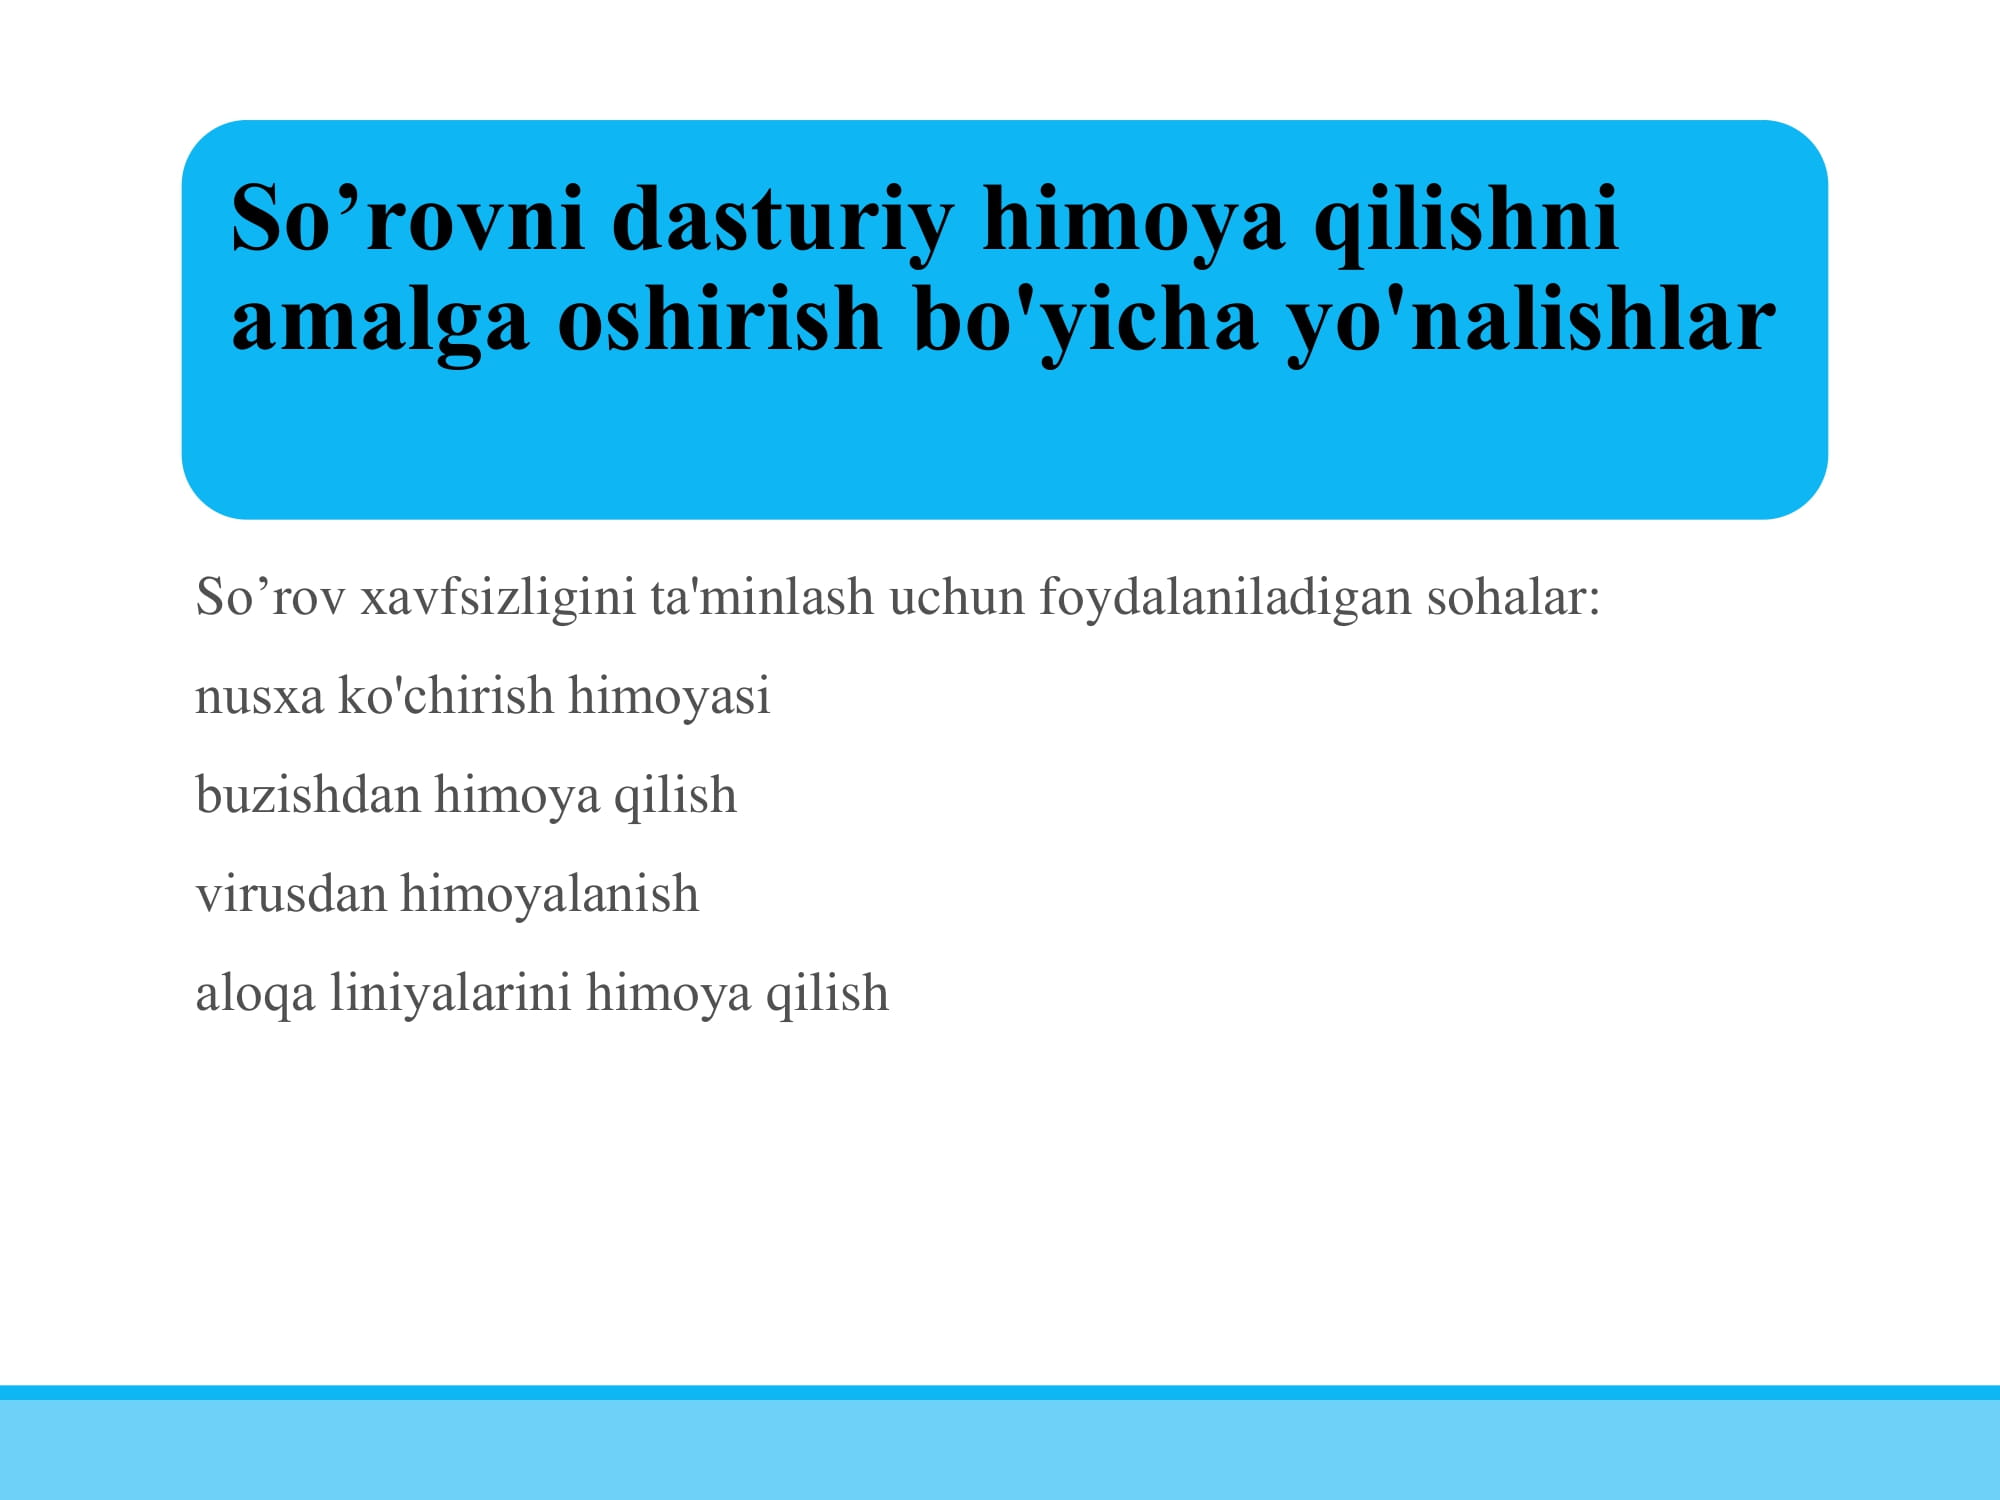 So’rovni dasturiy himoya qilishni
amalga oshirish bo'yicha yo'nalishlar
So’rov xavfsizligini ta'minlash uchun foydalaniladigan sohalar:
nusxa ko'chirish himoyasi
buzishdan himoya qilish
virusdan himoyalanish
aloqa liniyalarini himoya qilish